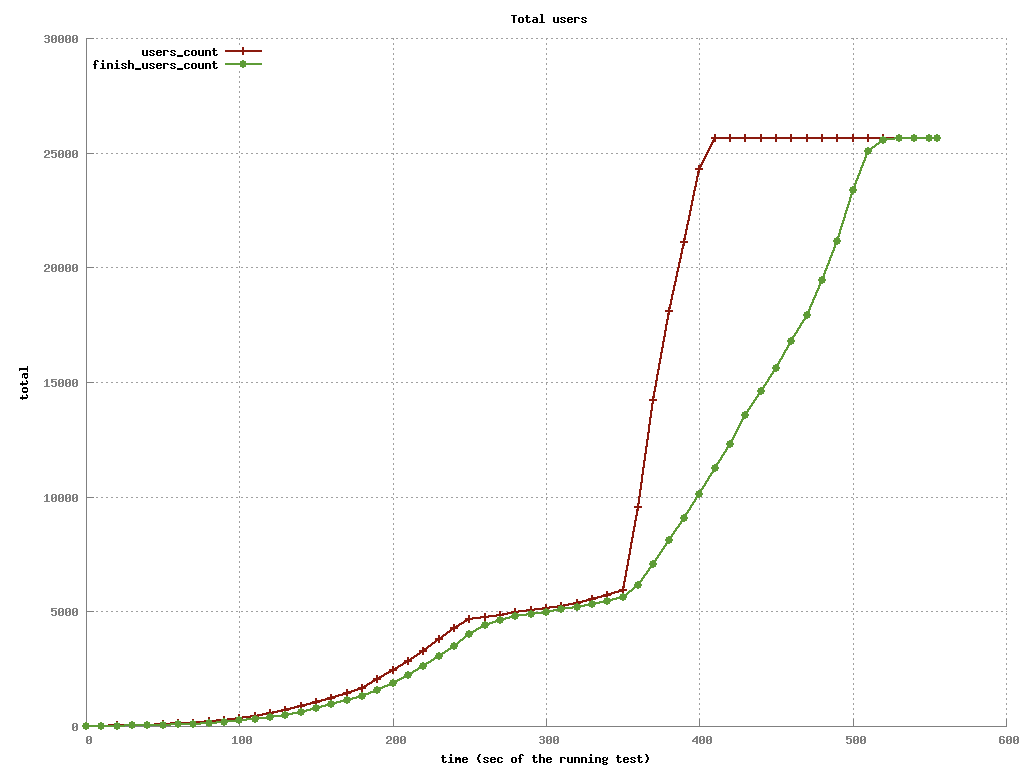 Total users
30000
users_count
finish_users_count
25000
20000
15000
total
10000
5000
0
0 100 200 300 400 500 600
time (sec of the running test)